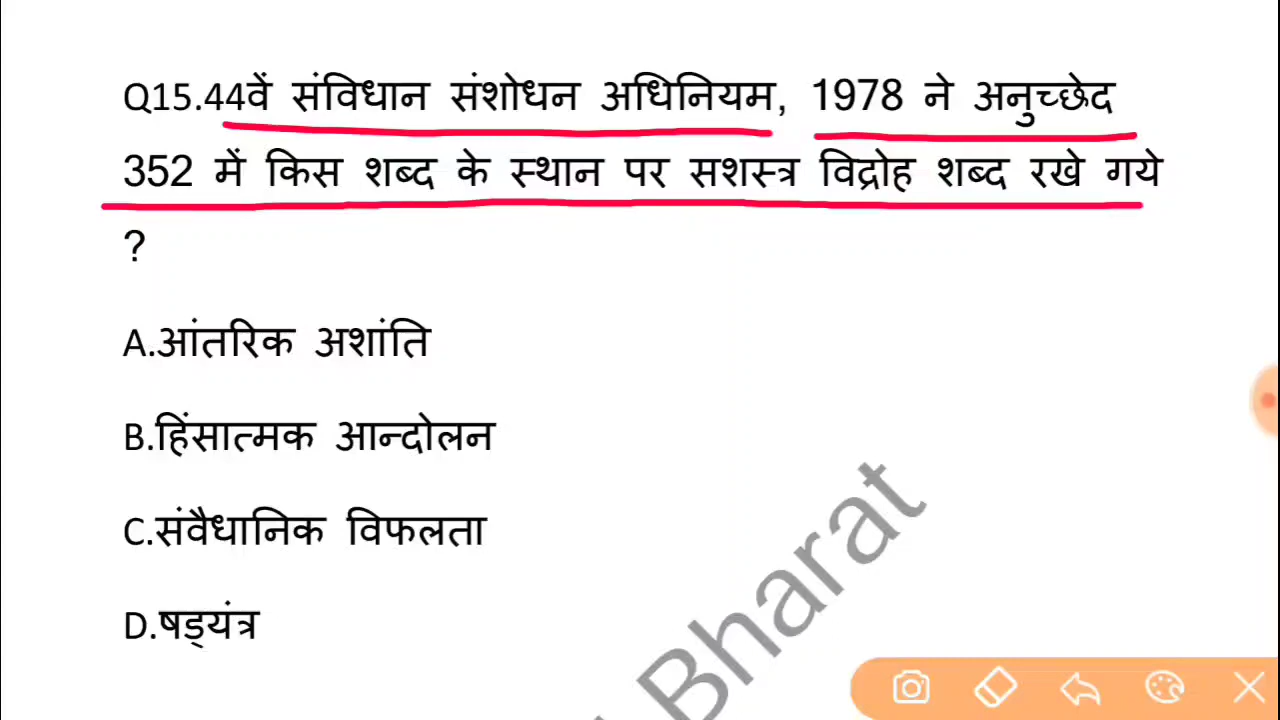 Q15.44वें संविधान संशोधन अधिनियम, 1978 ने अनुच्छेद
352 में किस शब्द के स्थान पर सशस्त्र विद्रोह शब्द रखे गये
?
A.आंतरिक अशांति
B.हिंसात्मक आन्दोलन
C.संवैधानिक विफलता
D.षड्यंत्र
Bharat